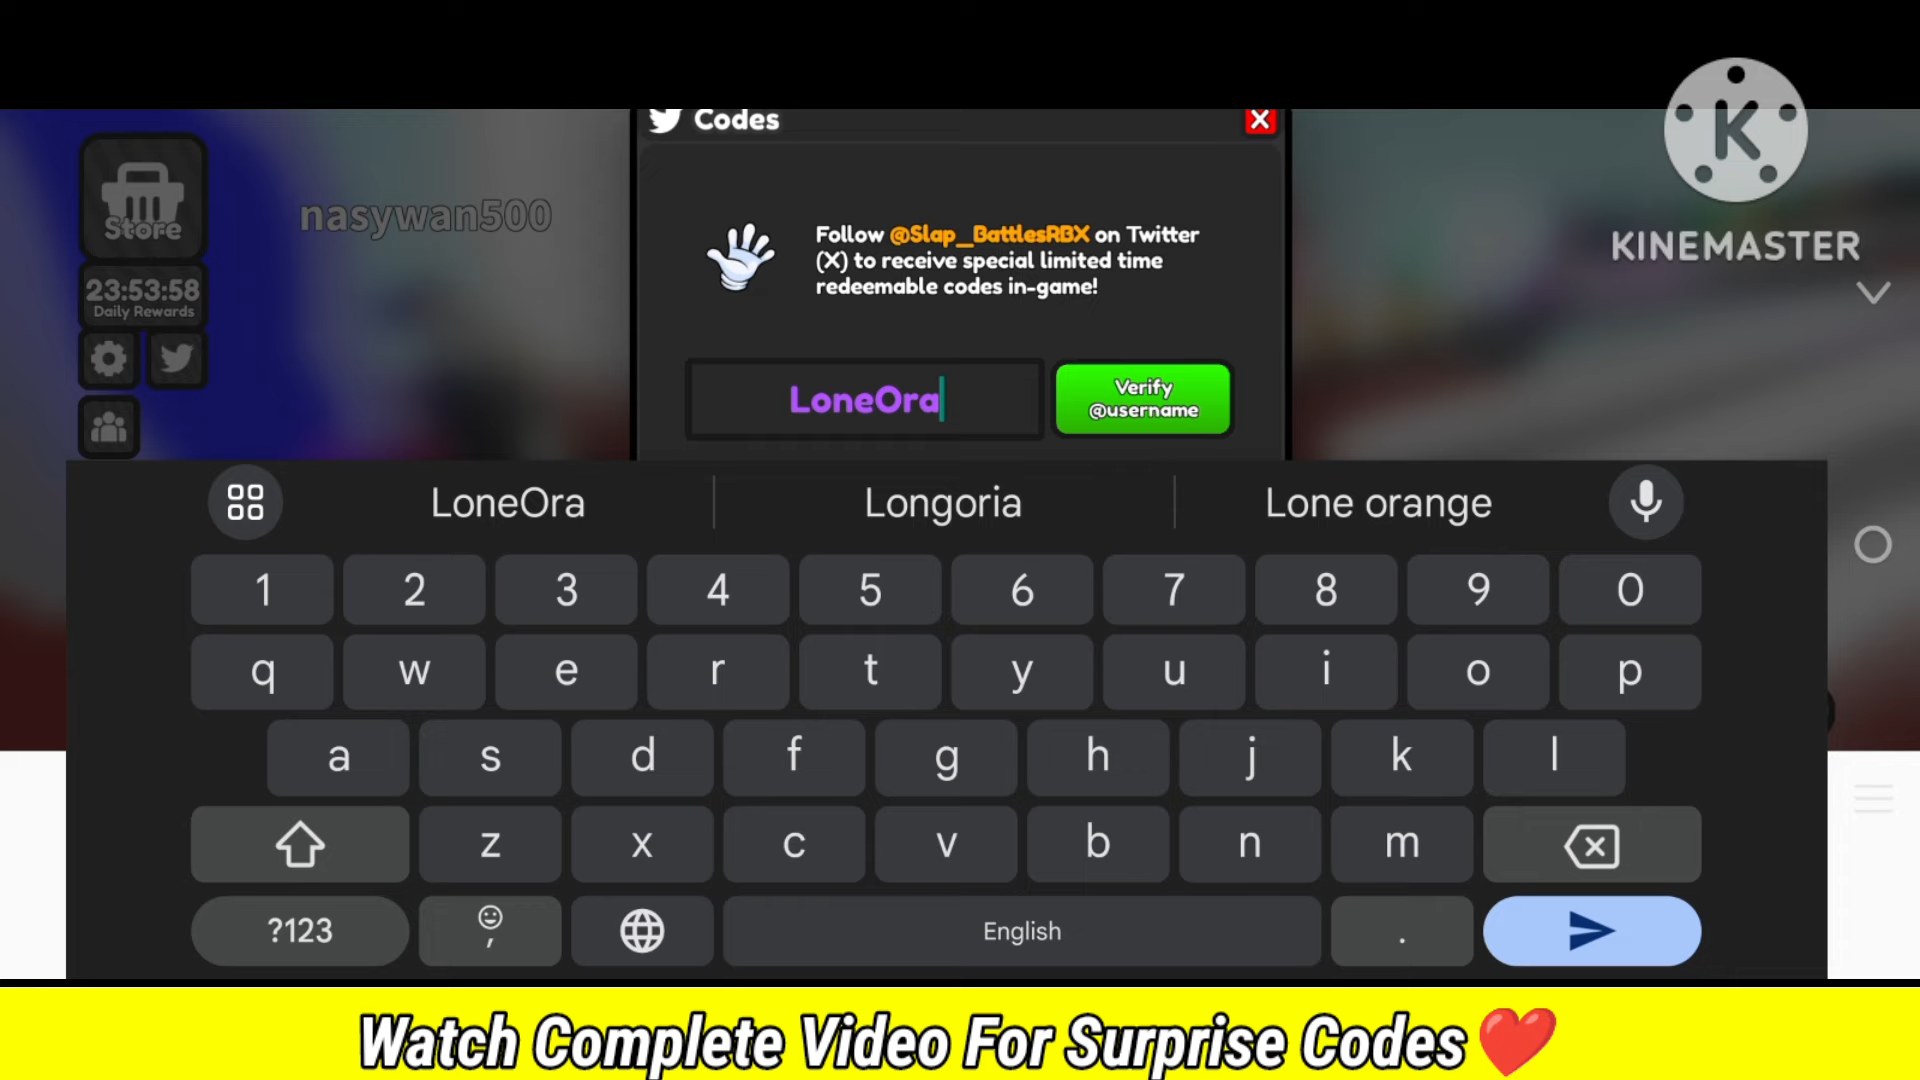 Codes
K
KINEMASTER
Store
nasywan500
Follow @Slap_BattlesRBX on Twitter
(X) to receive special limited time
redeemable codes in-game!
23:53:58
Daily Rewards
LoneOra
Verify
@username
LoneOra Longoria Lone orange
1 2 3 4 5 6 7 8 9 0
q w e r t y u i o p
a s d f g h j k l
z x c v b n m
?123 , English .
Watch Complete Video For Surprise Codes